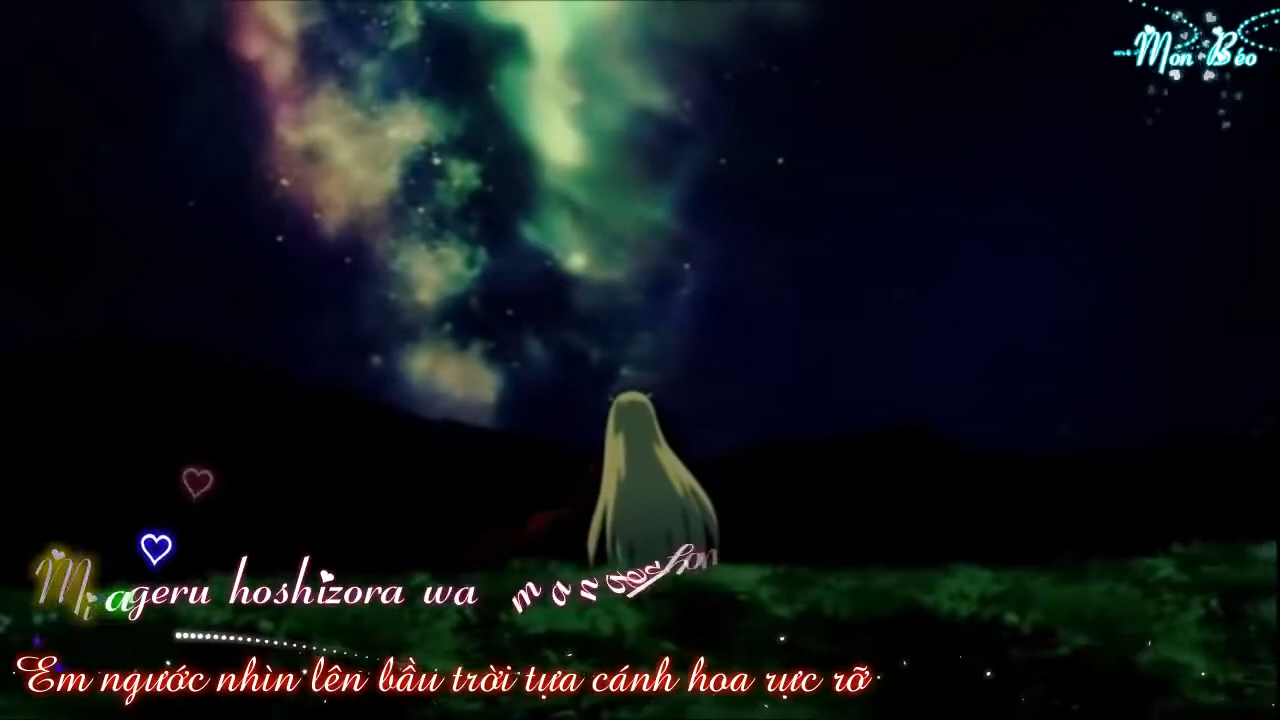 Mon Béo
Miageru hoshizora wa
Em ngước nhìn lên bầu trời tựa cánh hoa rực rỡ